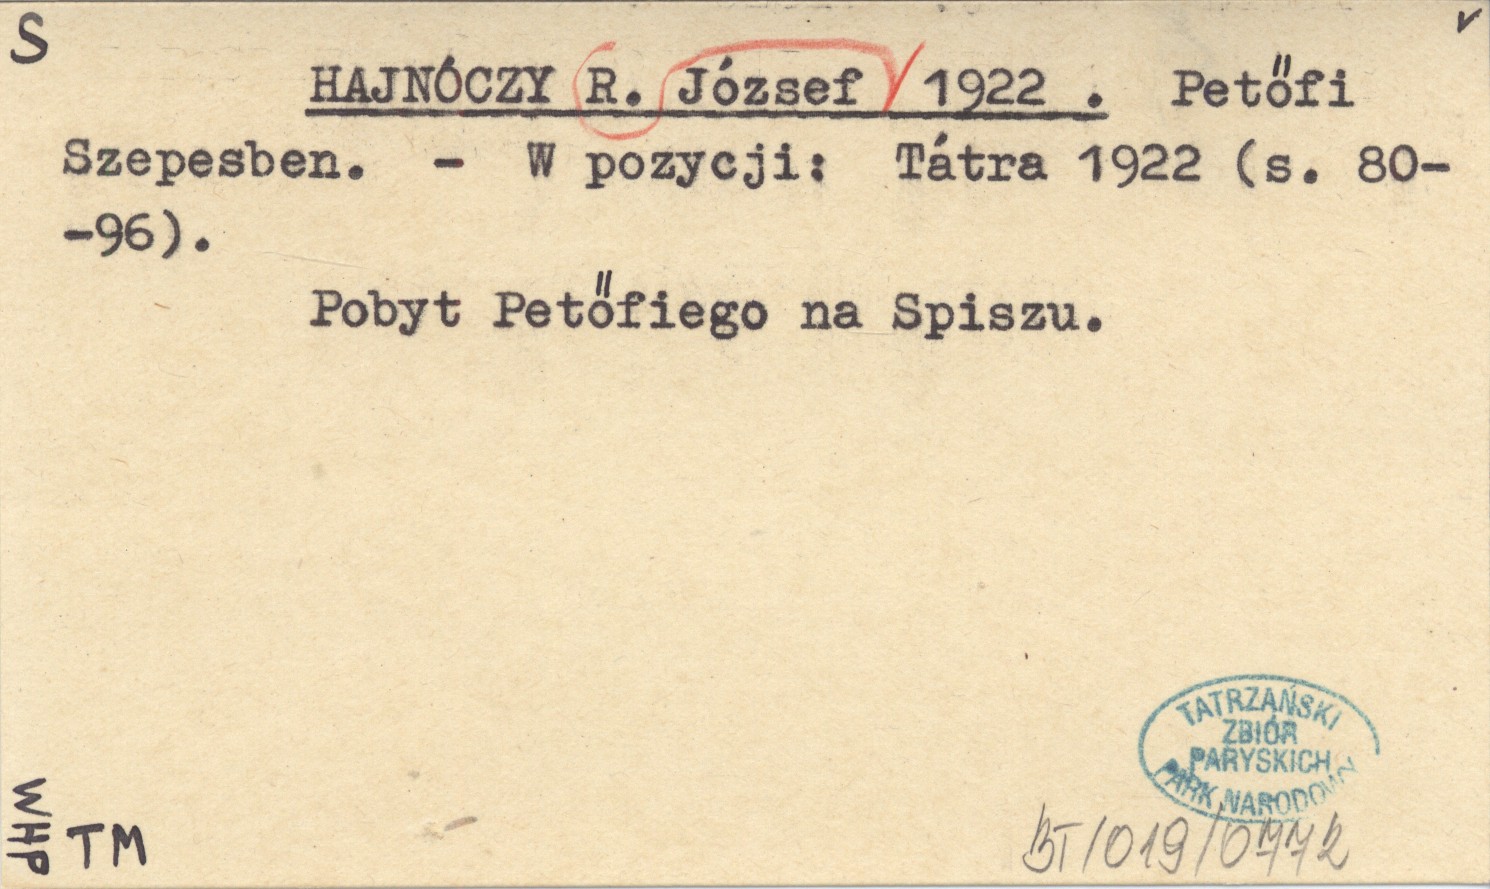 S
v
HAJNÓCZY R. József 1922 . Petőfi
Szepesben. - W pozycji: Tátra 1922 (s. 80-
-96).
Pobyt Petőfiego na Spiszu.
TATRZAŃSKI
ZBIÓR
PARYSKICH
PARK NARODOWY
WHP
TM
BT/019/0772